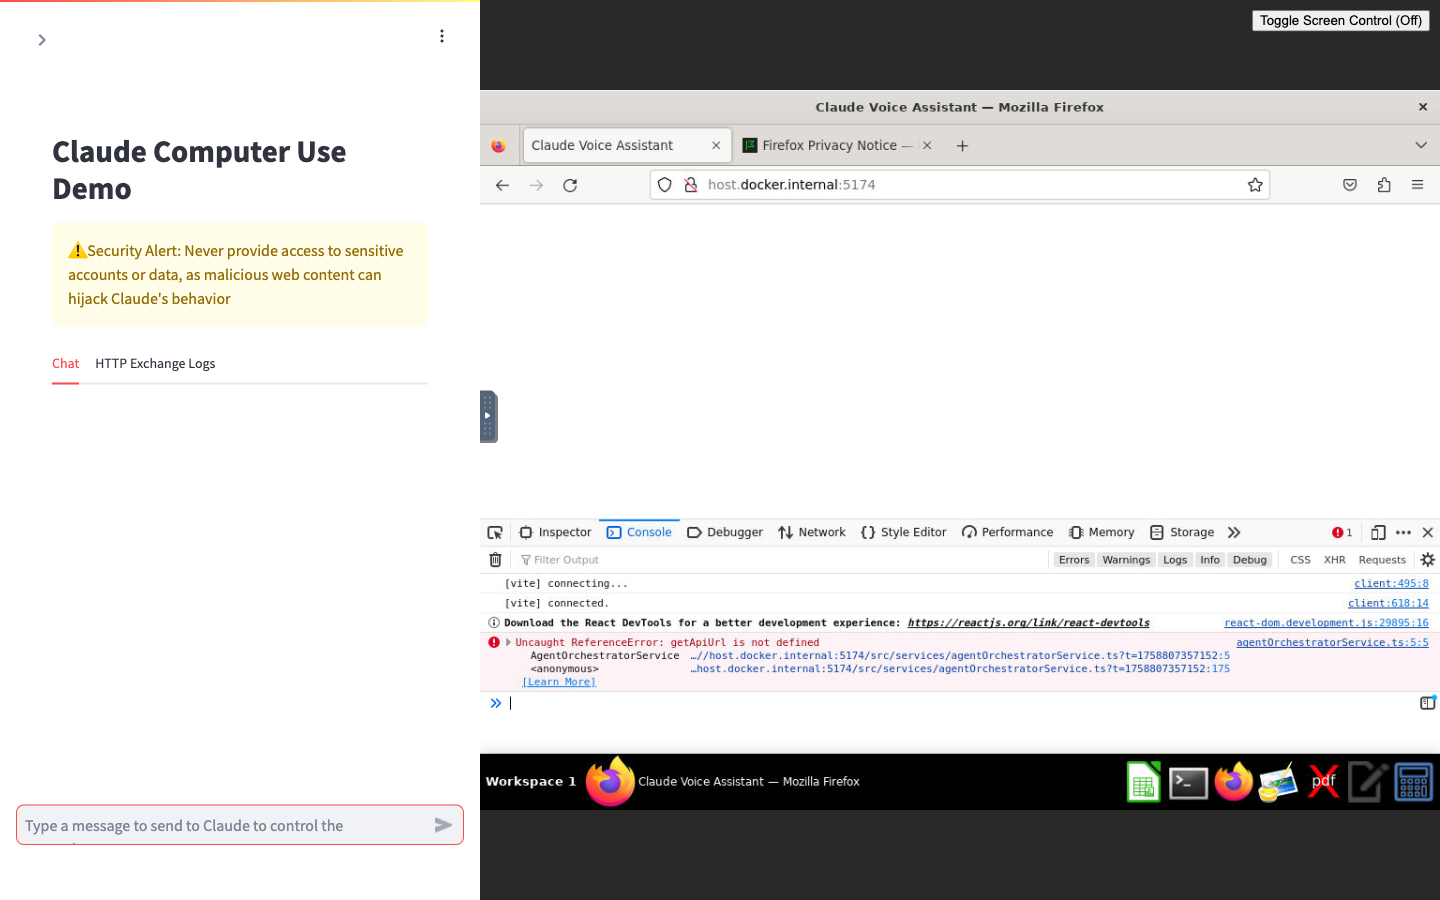 Toggle Screen Control (Off)
Claude Computer Use
Demo
⚠️Security Alert: Never provide access to sensitive
accounts or data, as malicious web content can
hijack Claude's behavior
Chat HTTP Exchange Logs
Type a message to send to Claude to control the
Claude Voice Assistant — Mozilla Firefox
Claude Voice Assistant Firefox Privacy Notice —
host.docker.internal:5174
Inspector Console Debugger Network Style Editor Performance Memory Storage 1
Filter Output Errors Warnings Logs Info Debug CSS XHR Requests
[vite] connecting... client:495:8
[vite] connected. client:618:14
Download the React DevTools for a better development experience: https://reactjs.org/link/react-devtools react-dom.development.js:29895:16
Uncaught ReferenceError: getApiUrl is not defined agentOrchestratorService.ts:5:5
AgentOrchestratorService …//host.docker.internal:5174/src/services/agentOrchestratorService.ts?t=1758807357152:5
<anonymous> …host.docker.internal:5174/src/services/agentOrchestratorService.ts?t=1758807357152:175
[Learn More]
Workspace 1 Claude Voice Assistant — Mozilla Firefox pdf